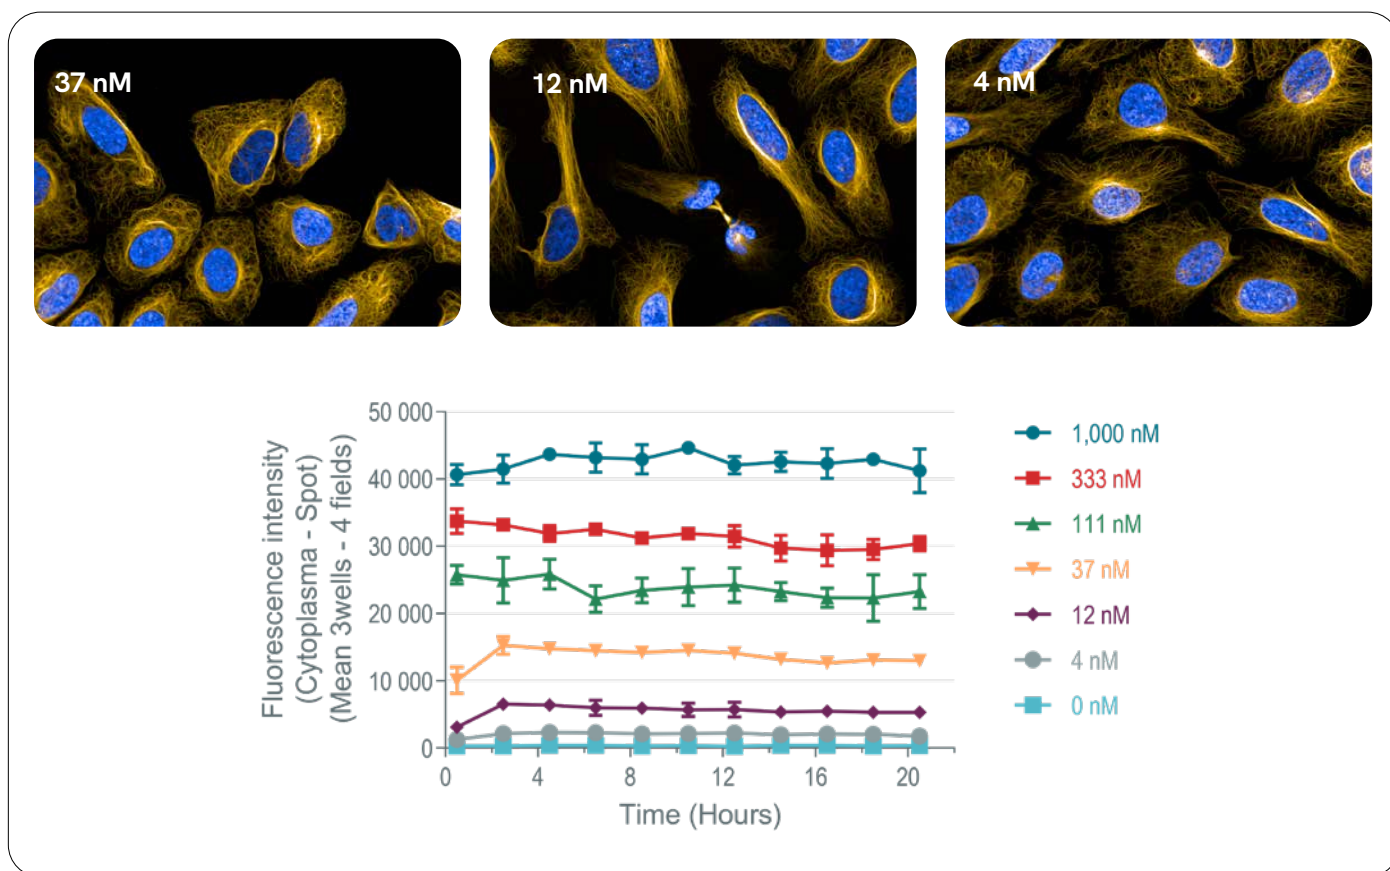 37 nM
12 nM
4 nM
Fluorescence intensity
(Cytoplasma - Spot)
(Mean 3wells - 4 fields)
50 000
40 000
30 000
20 000
10 000
0
0 4 8 12 16 20
Time (Hours)
1,000 nM
333 nM
111 nM
37 nM
12 nM
4 nM
0 nM